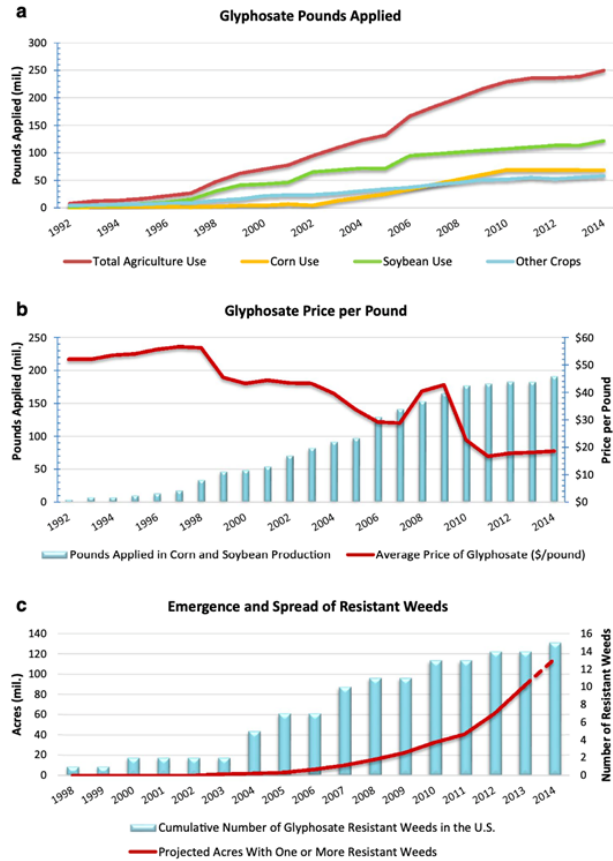 a
Glyphosate Pounds Applied
Pounds Applied (mil.)
300
250
200
150
100
50
0
1992 1994 1996 1998 2000 2002 2004 2006 2008 2010 2012 2014
Total Agriculture Use Corn Use Soybean Use Other Crops
b
Glyphosate Price per Pound
Pounds Applied (mil.)
250
200
150
100
50
0
$60
$50
$40
$30
$20
$10
$0
Price per Pound
1992 1994 1996 1998 2000 2002 2004 2006 2008 2010 2012 2014
Pounds Applied in Corn and Soybean Production Average Price of Glyphosate ($/pound)
c
Emergence and Spread of Resistant Weeds
Acres (mil.)
140
120
100
80
60
40
20
0
16
14
12
10
8
6
4
2
0
Number of Resistant Weeds
1998 1999 2000 2001 2002 2003 2004 2005 2006 2007 2008 2009 2010 2011 2012 2013 2014
Cumulative Number of Glyphosate Resistant Weeds in the U.S.
Projected Acres With One or More Resistant Weeds